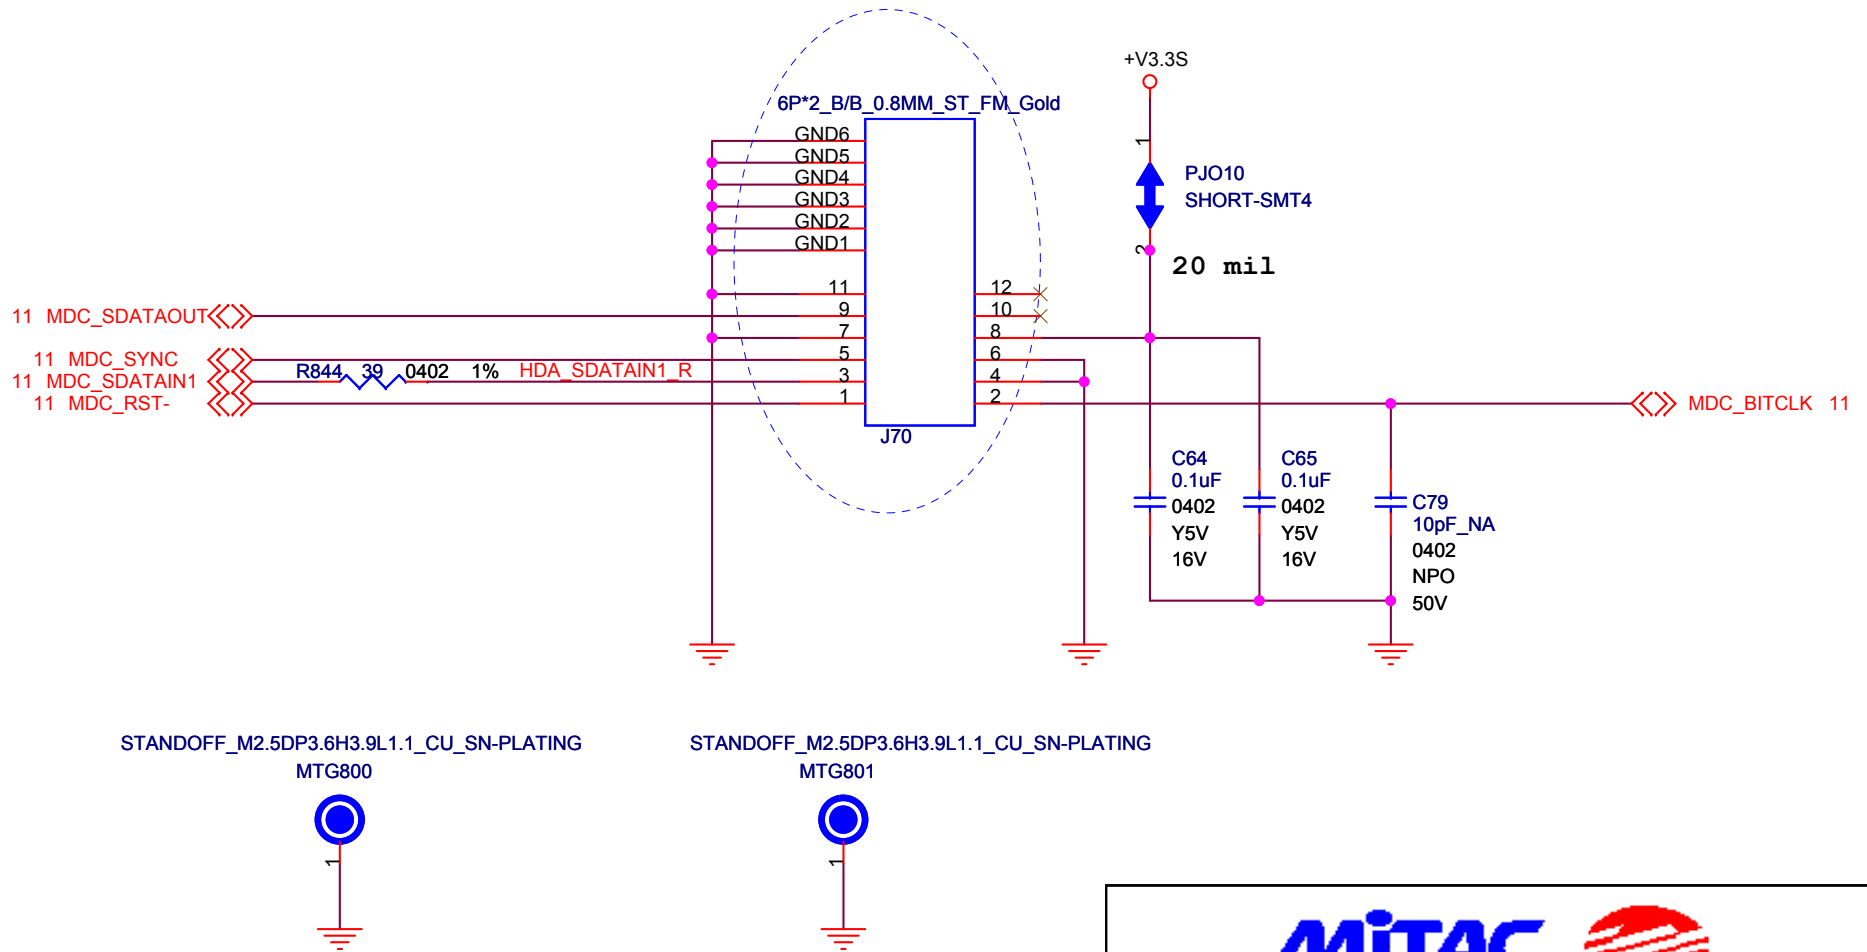 +V3.3S
6P*2_B/B_0.8MM_ST_FM_Gold
GND6
GND5
GND4
GND3
GND2
GND1
1
PJO10
SHORT-SMT4
2
20 mil
11 12
11 MDC_SDATAOUT 9 10
7 8
11 MDC_SYNC 5 6
11 MDC_SDATAIN1 R844 39 0402 1% HDA_SDATAIN1_R 3 4
11 MDC_RST- 1 2 MDC_BITCLK 11
J70
C64
0.1uF
0402
Y5V
16V
C65
0.1uF
0402
Y5V
16V
C79
10pF_NA
0402
NPO
50V
STANDOFF_M2.5DP3.6H3.9L1.1_CU_SN-PLATING
MTG800
1
STANDOFF_M2.5DP3.6H3.9L1.1_CU_SN-PLATING
MTG801
1
MiTAC